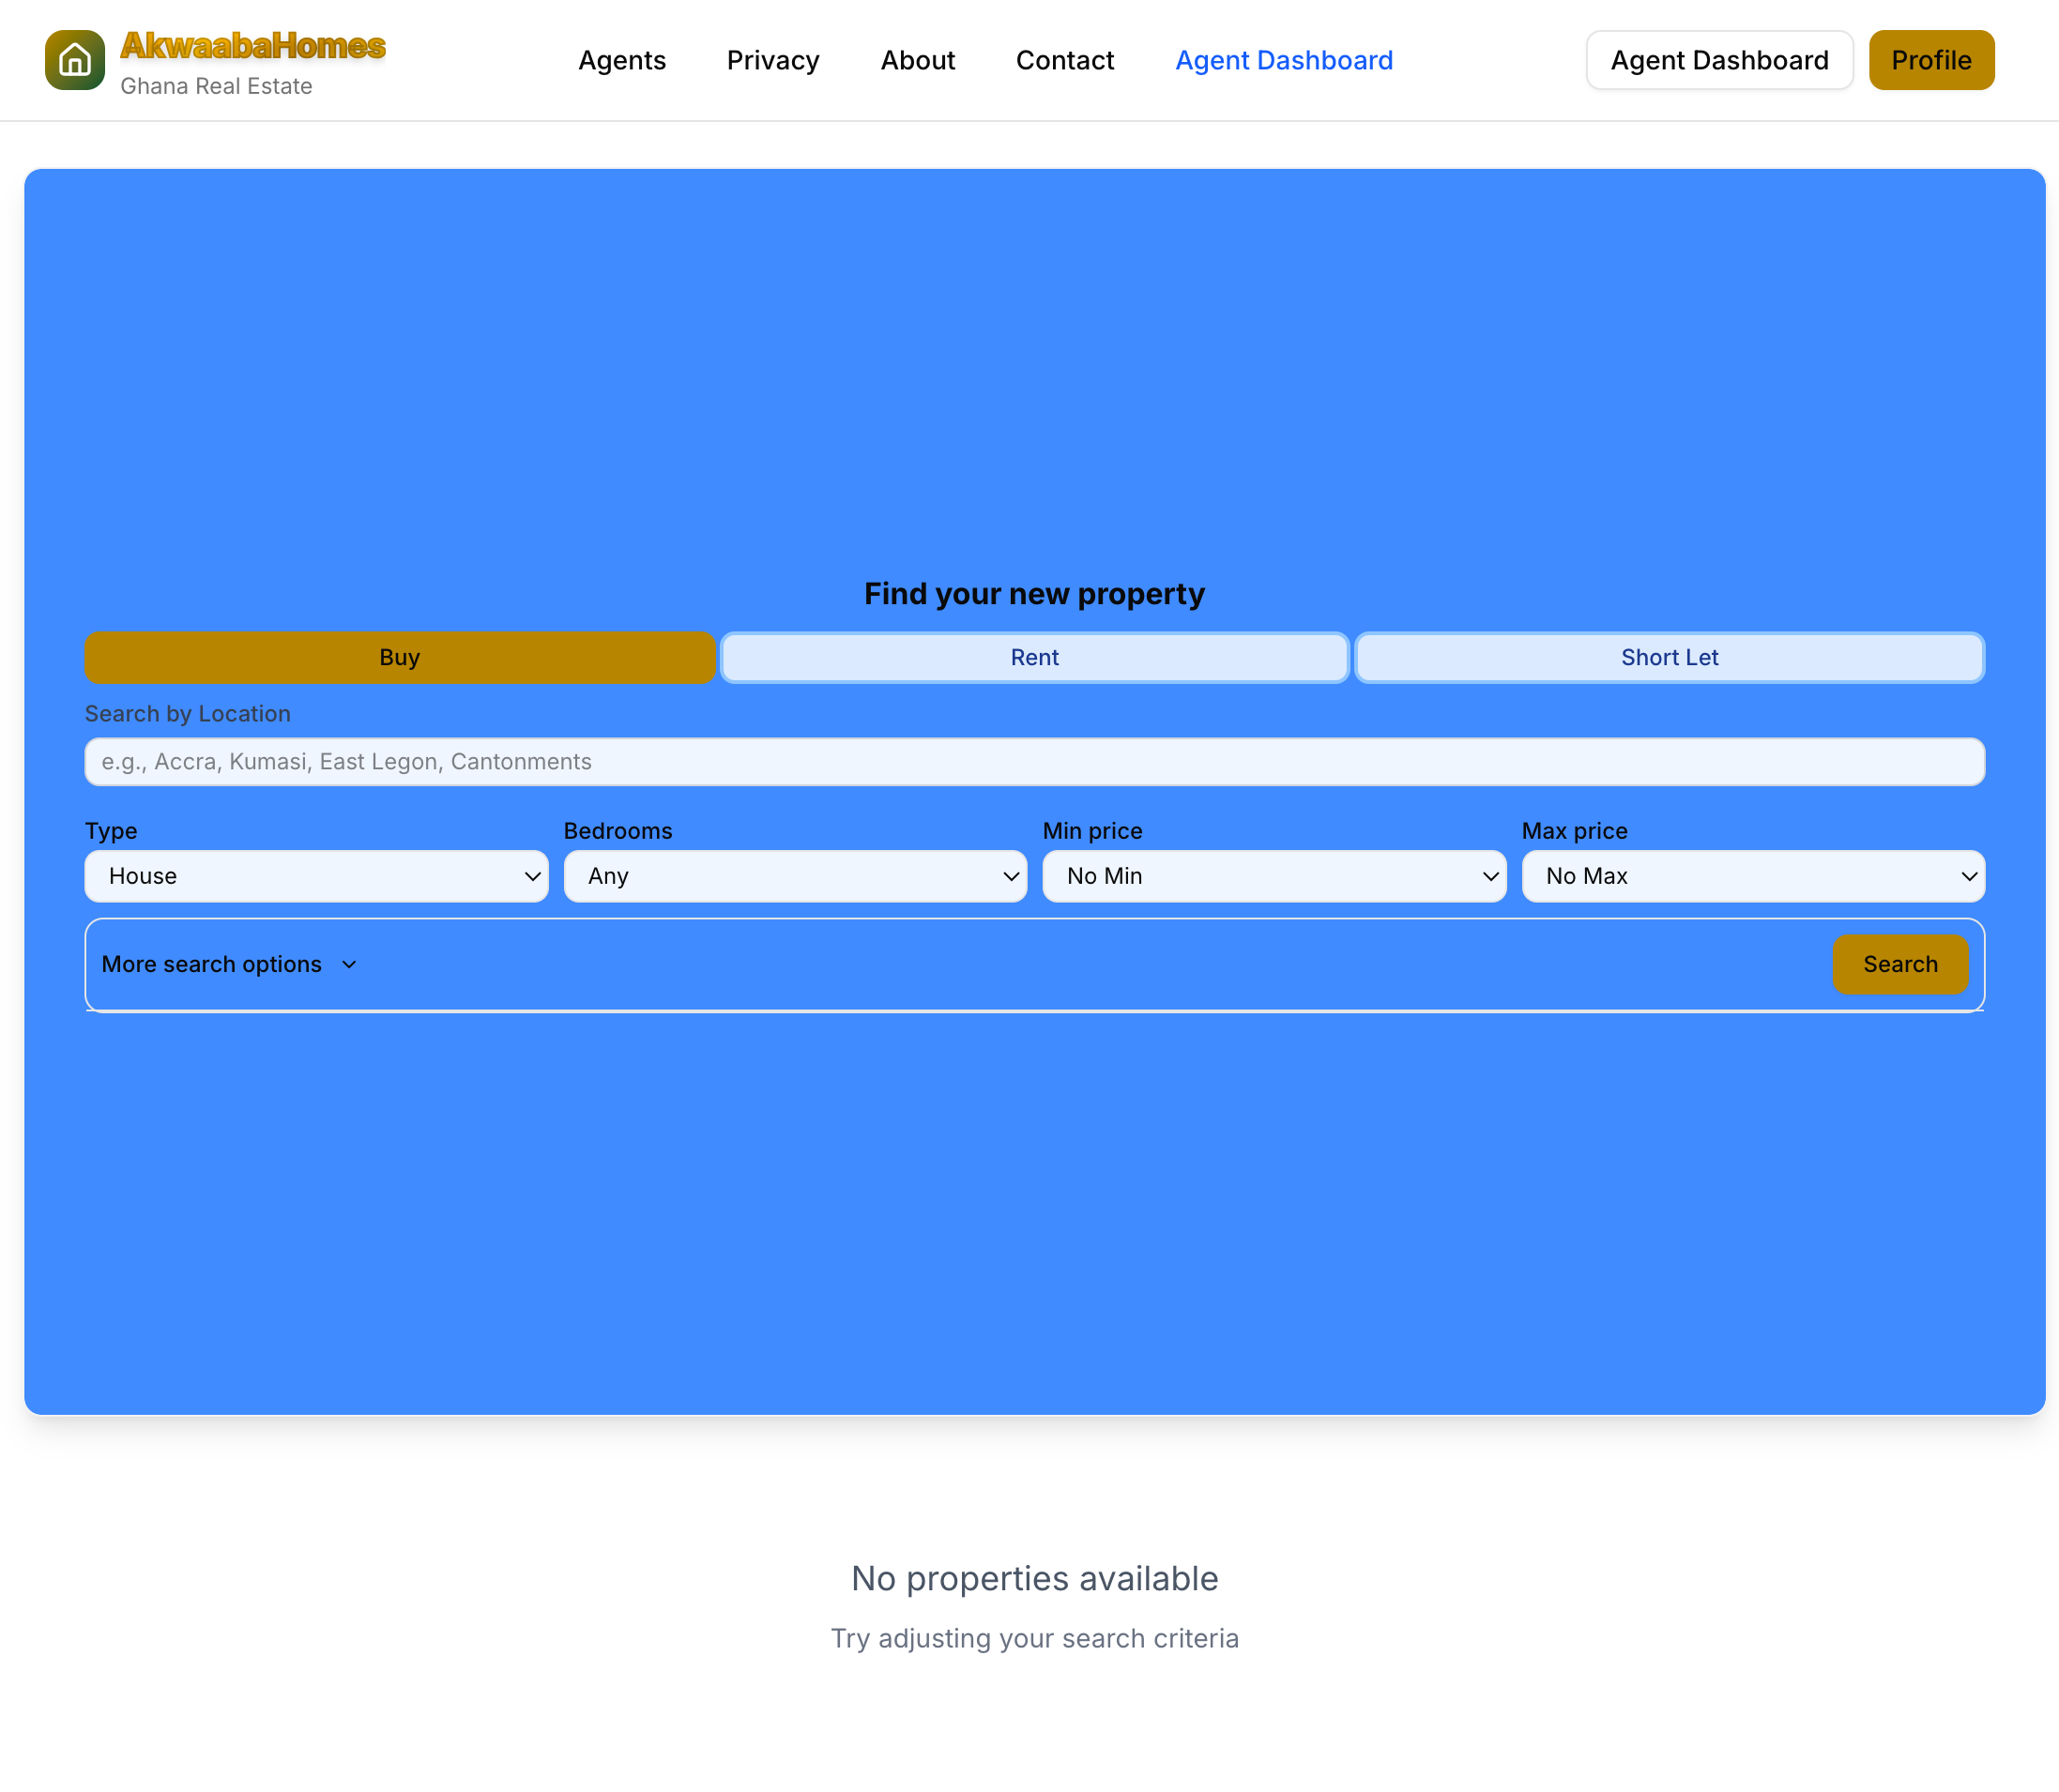 AkwaabaHomes
Ghana Real Estate
Agents
Privacy
About
Contact
Agent Dashboard
Agent Dashboard
Profile
Find your new property
Buy
Rent
Short Let
Search by Location
e.g., Accra, Kumasi, East Legon, Cantonments
Type
Bedrooms
Min price
Max price
House
Any
No Min
No Max
More search options
Search
No properties available
Try adjusting your search criteria